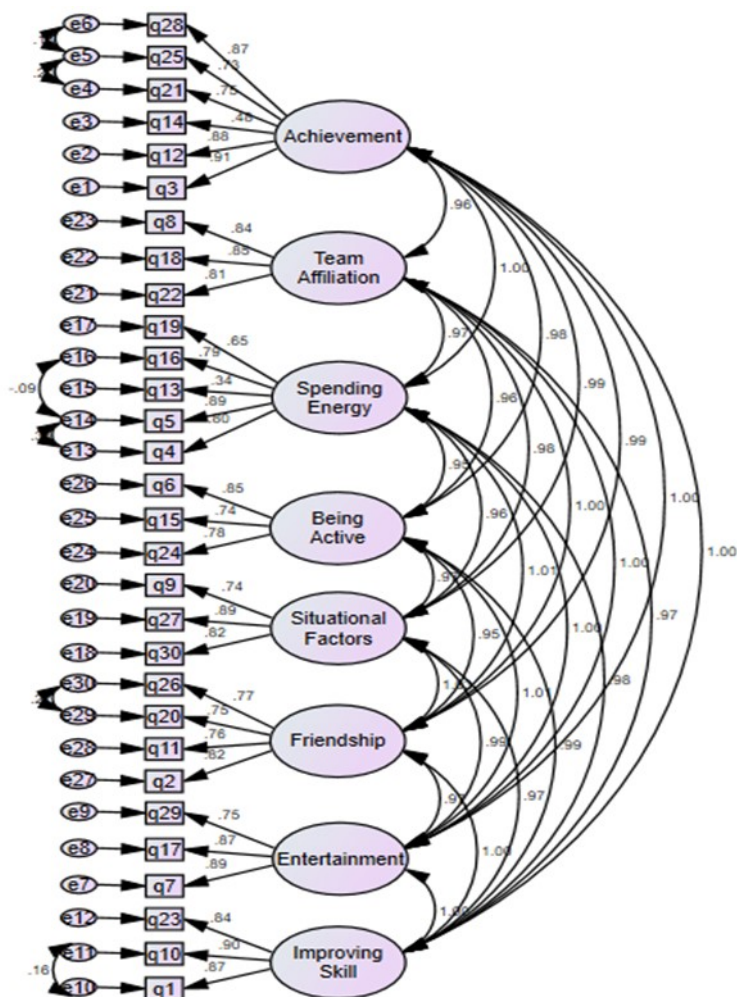 e6 q28 .87
e5 q25 .73
e4 q21 .75
e3 q14 .48
e2 q12 .88
e1 q3 .91
Achievement
e23 q8 .84
e22 q18 .85
e21 q22 .81
Team
Affiliation
e17 q19 .65
e16 q16 .79
e15 q13 .34
e14 q5 .89
e13 q4 .80
-.09
Spending
Energy
e26 q6 .85
e25 q15 .74
e24 q24 .78
Being
Active
e20 q9 .74
e19 q27 .89
e18 q30 .82
Situational
Factors
e30 q26 .77
e29 q20 .75
e28 q11 .76
e27 q2 .82
Friendship
e9 q29 .75
e8 q17 .87
e7 q7 .89
Entertainment
e12 q23 .84
e11 q10 .90
e10 q1 .87
.16
Improving
Skill
.96
1.00
.98
.97
.99
.96
.99
.98
.95
1.00
1.00
1.00
.96
1.00
1.01
.97
1.00
.95
.98
1.01
.99
.99
.97
1.00